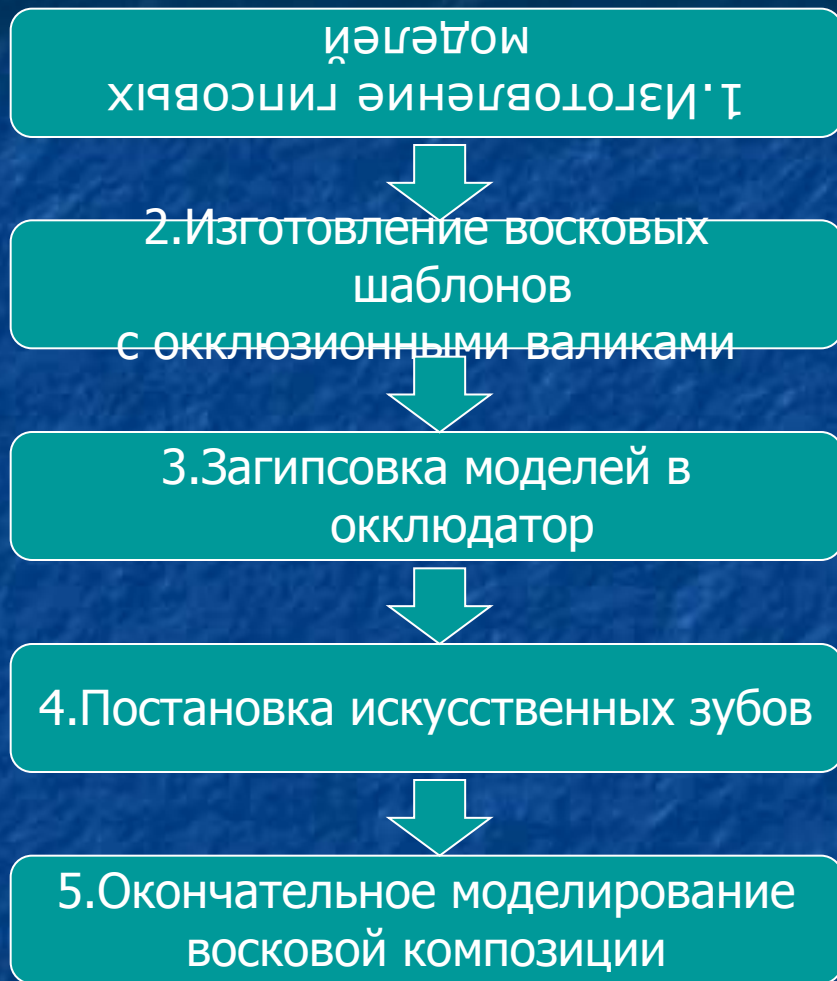 1.Изготовление гипсовых
моделей
2.Изготовление восковых
шаблонов
с окклюзионными валиками
3.Загипсовка моделей в
окклюдатор
4.Постановка искусственных зубов
5.Окончательное моделирование
восковой композиции